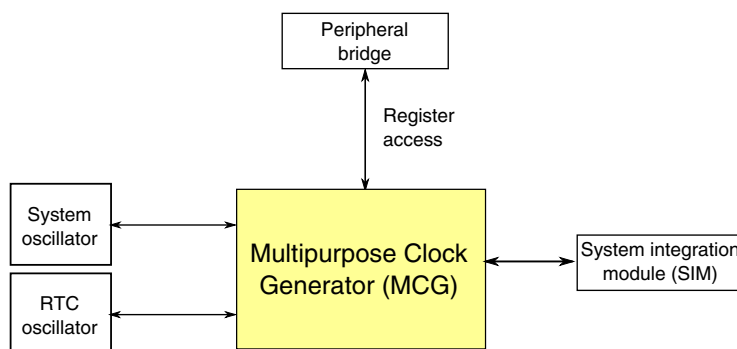 Peripheral
bridge
Register
access
System
oscillator
Multipurpose Clock
Generator (MCG)
System integration
module (SIM)
RTC
oscillator